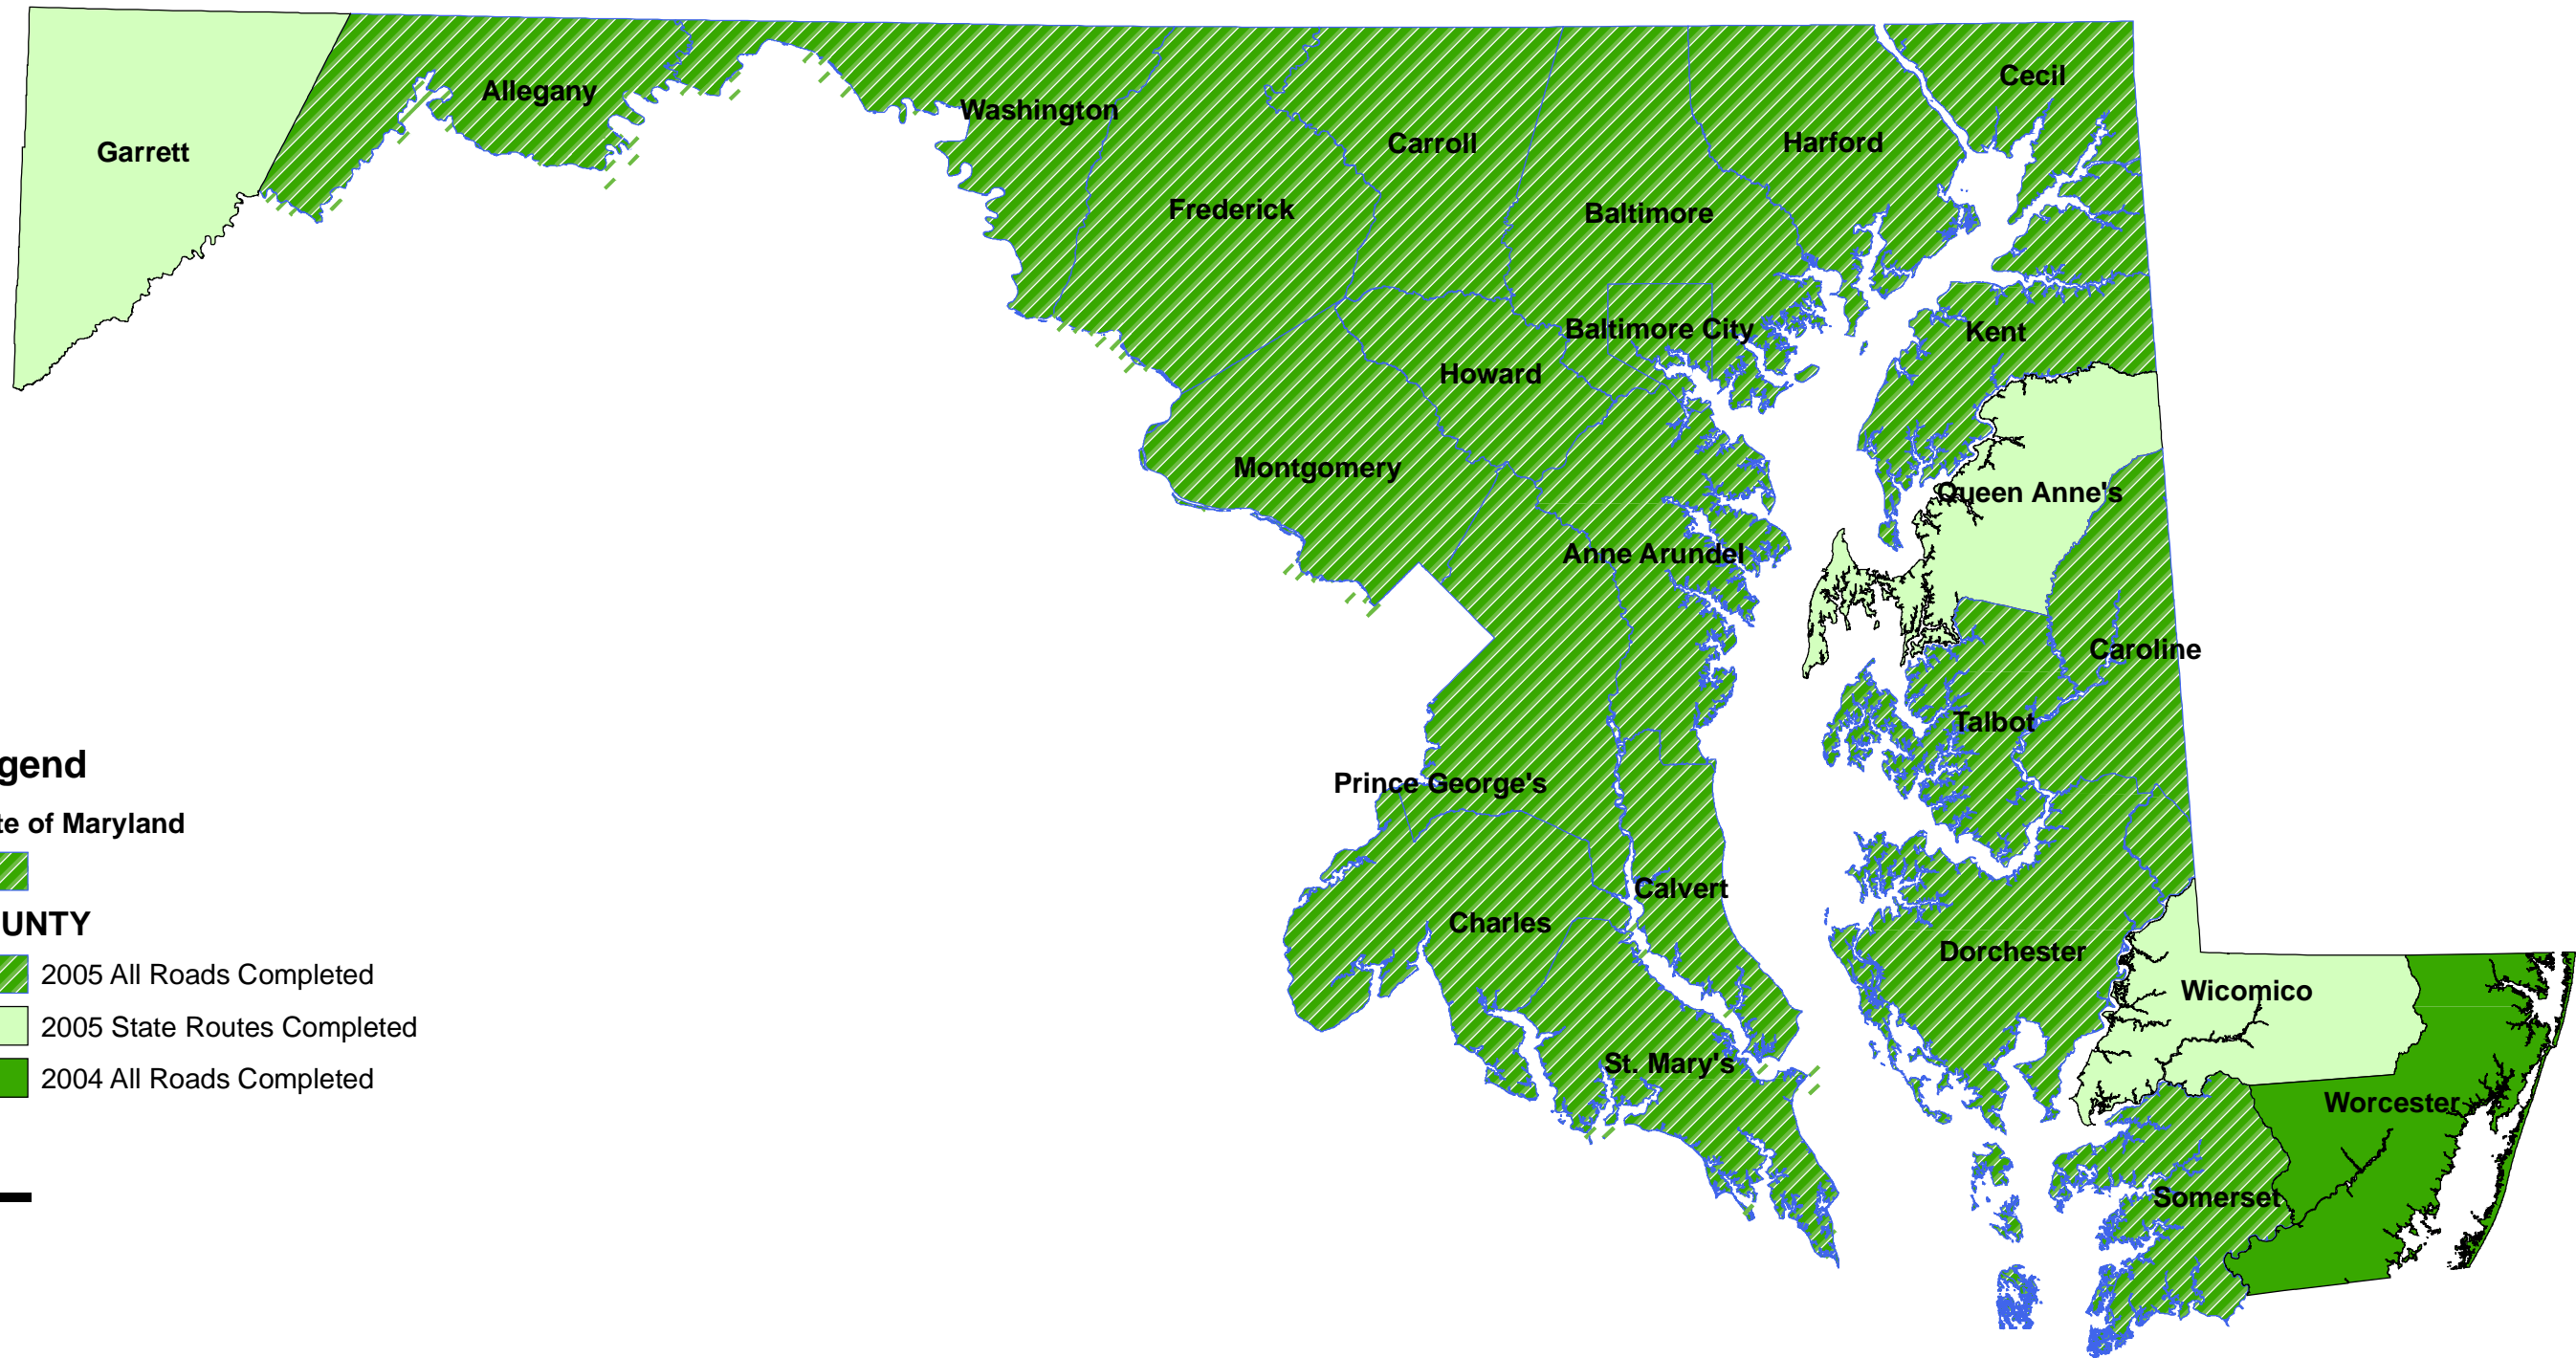 Cecil
Allegany
Washington
Garrett
Carroll
Harford
Frederick
Baltimore
Baltimore City
Kent
Howard
Montgomery
Queen Anne's
Anne Arundel
Caroline
Talbot
gend
Prince George's
te of Maryland
Calvert
UNTY
Charles
Dorchester
2005 All Roads Completed
Wicomico
2005 State Routes Completed
St. Mary's
2004 All Roads Completed
Worcester
Somerset